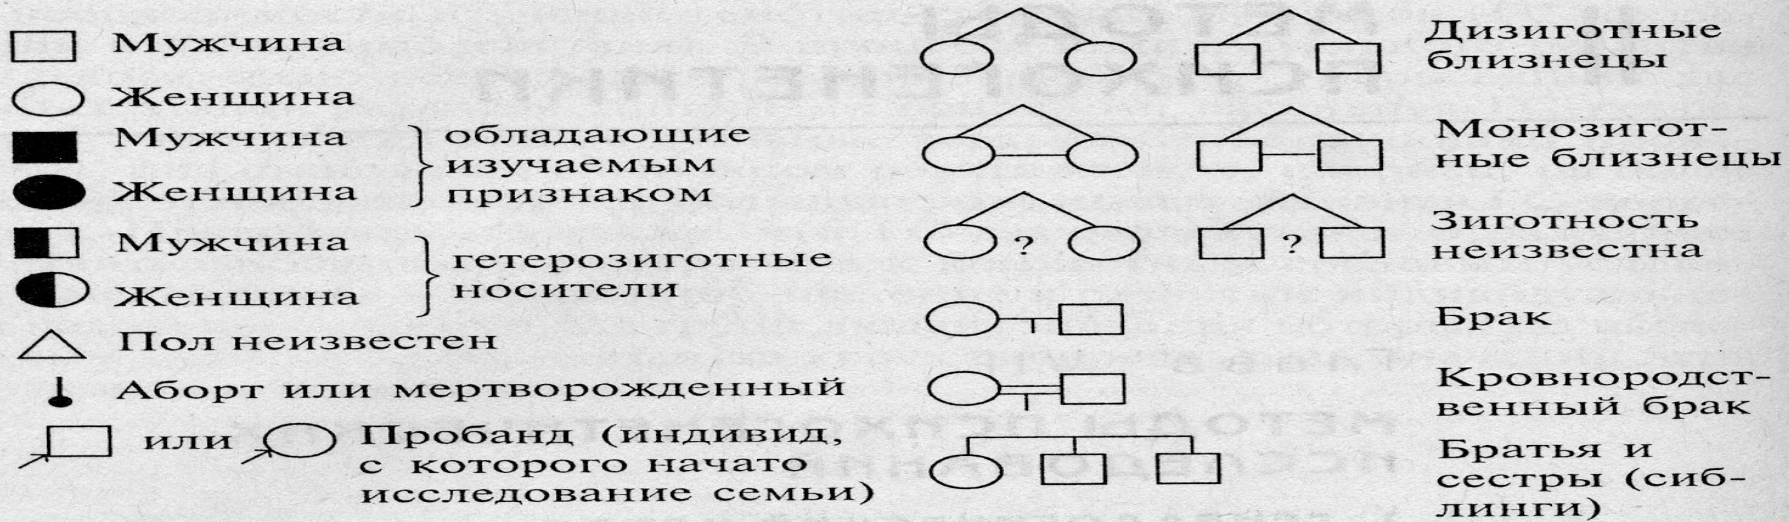 Мужчина
Женщина
Мужчина
Женщина
обладающие
изучаемым
признаком
Мужчина
Женщина
гетерозиготные
носители
Пол неизвестен
Аборт или мертворожденный
или
Пробанд (индивид,
с которого начато
исследование семьи)
Дизиготные
близнецы
Монозигот-
ные близнецы
? ?
Зиготность
неизвестна
Брак
Кровнородст-
венный брак
Братья и
сестры (сиб-
линги)
МЕТОДЫ
ПСИХОГЕНЕТИКИ